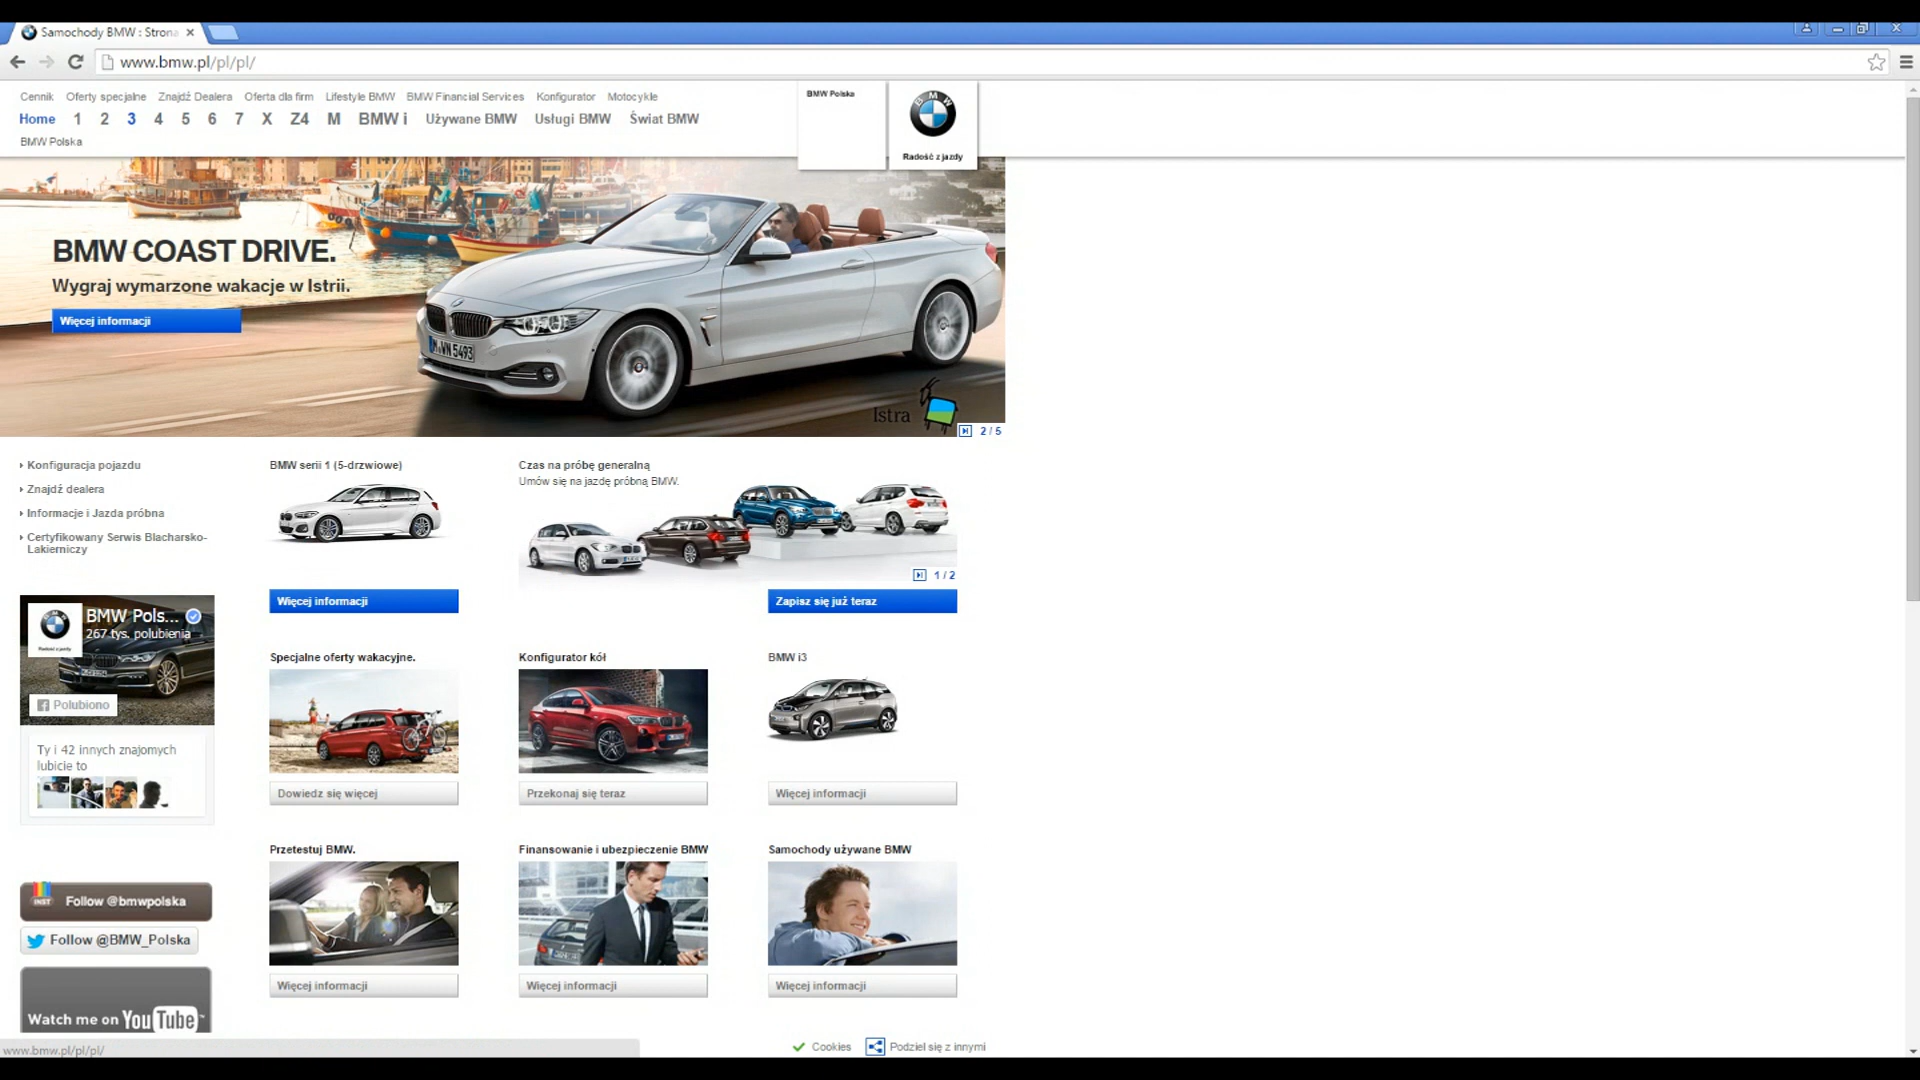 Samochody BMW : Strona
www.bmw.pl/pl/pl/
Cennik Oferty specjalne Znajdź Dealera Oferta dla firm Lifestyle BMW BMW Financial Services Konfigurator Motocykle
Home 1 2 3 4 5 6 7 X Z4 M BMW i Używane BMW Usługi BMW Świat BMW
BMW Polska
BMW Polska
BMW
Radość z jazdy
BMW COAST DRIVE.
Wygraj wymarzone wakacje w Istrii.
Więcej informacji
M VN 5493
Istra
2 / 5
Konfiguracja pojazdu
Znajdź dealera
Informacje i Jazda próbna
Certyfikowany Serwis Blacharsko-
Lakierniczy
BMW serii 1 (5-drzwiowe)
Więcej informacji
Czas na próbę generalną
Umów się na jazdę próbną BMW.
1 / 2
Zapisz się już teraz
BMW Pols...
267 tys. polubienia
Radość z jazdy
Polubiono
Ty i 42 innych znajomych
lubicie to
Specjalne oferty wakacyjne.
Dowiedz się więcej
Konfigurator kół
Przekonaj się teraz
BMW i3
Więcej informacji
Przetestuj BMW.
Więcej informacji
Finansowanie i ubezpieczenie BMW
Więcej informacji
Samochody używane BMW
Więcej informacji
INST
Follow @bmwpolska
Follow @BMW_Polska
Watch me on YouTube
www.bmw.pl/pl/pl/
Cookies
Podziel się z innymi